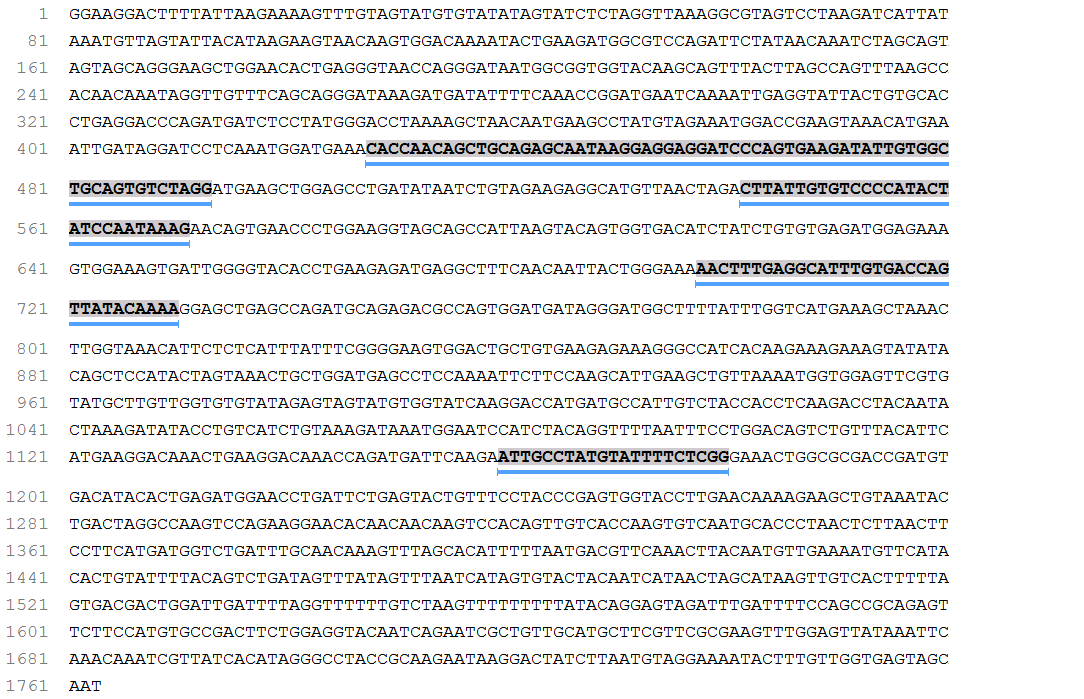 1 GGAAGGACTTTTATTAAGAAAAGTTTGTAGTATGTGTATATAGTATCTCTAGGTTAAAGGCGTAGTCCTAAGATCATTAT
81 AAATGTTAGTATTACATAAGAAGTAACAAGTGGACAAAATACTGAAGATGGCGTCCAGATTCTATAACAAATCTAGCAGT
161 AGTAGCAGGGAAGCTGGAACACTGAGGGTAACCAGGGATAATGGCGGTGGTACAAGCAGTTTACTTAGCCAGTTTAAGCC
241 ACAACAAATAGGTTGTTTCAGCAGGGATAAAGATGATATTTTCAAACCGGATGAATCAAAATTGAGGTATTACTGTGCAC
321 CTGAGGACCCAGATGATCTCCTATGGGACCTAAAAGCTAACAATGAAGCCTATGTAGAAATGGACCGAAGTAAACATGAA
401 ATTGATAGGATCCTCAAATGGATGAAACACCAACAGCTGCAGAGCAATAAGGAGGAGGATCCCAGTGAAGATATTGTGGC
481 TGCAGTGTCTAGGATGAAGCTGGAGCCTGATATAATCTGTAGAAGAGGCATGTTAACTAGACTTATTGTGTCCCCATACT
561 ATCCAATAAAGAACAGTGAACCCTGGAAGGTAGCAGCCATTAAGTACAGTGGTGACATCTATCTGTGTGAGATGGAGAAA
641 GTGGAAAGTGATTGGGGTACACCTGAAGAGATGAGGCTTTCAACAATTACTGGGAAAAACTTTGAGGCATTTGTGACCAG
721 TTATACAAAAGGAGCTGAGCCAGATGCAGAGACGCCAGTGGATGATAGGGATGGCTTTTATTTGGTCATGAAAGCTAAAC
801 TTGGTAAACATTCTCTCATTTATTTCGGGGAAGTGGACTGCTGTGAAGAGAAAGGGCCATCACAAGAAAGAAAGTATATA
881 CAGCTCCATACTAGTAAACTGCTGGATGAGCCTCCAAAATTCTTCCAAGCATTGAAGCTGTTAAAATGGTGGAGTTCGTG
961 TATGCTTGTTGGTGTGTATAGAGTAGTATGTGGTATCAAGGACCATGATGCCATTGTCTACCACCTCAAGACCTACAATA
1041 CTAAAGATATACCTGTCATCTGTAAAGATAAATGGAATCCATCTACAGGTTTTAATTTCCTGGACAGTCTGTTTACATTC
1121 ATGAAGGACAAACTGAAGGACAAACCAGATGATTCAAGAATTGCCTATGTATTTTCTCGGGAAACTGGCGCGACCGATGT
1201 GACATACACTGAGATGGAACCTGATTCTGAGTACTGTTTCCTACCCGAGTGGTACCTTGAACAAAAGAAGCTGTAAATAC
1281 TGACTAGGCCAAGTCCAGAAGGAACACAACAACAAGTCCACAGTTGTCACCAAGTGTCAATGCACCCTAACTCTTAACTT
1361 CCTTCATGATGGTCTGATTTGCAACAAAGTTTAGCACATTTTTAATGACGTTCAAACTTACAATGTTGAAAATGTTCATA
1441 CACTGTATTTTACAGTCTGATAGTTTATAGTTTAATCATAGTGTACTACAATCATAACTAGCATAAGTTGTCACTTTTTA
1521 GTGACGACTGGATTGATTTTAGGTTTTTTGTCTAAGTTTTTTTTTATACAGGAGTAGATTTGATTTTCCAGCCGCAGAGT
1601 TCTTCCATGTGCCGACTTCTGGAGGTACAATCAGAATCGCTGTTGCATGCTTCGTTCGCGAAGTTTGGAGTTATAAATTC
1681 AAACAAATCGTTATCACATAGGGCCTACCGCAAGAATAAGGACTATCTTAATGTAGGAAAATACTTTGTTGGTGAGTAGC
1761 AAT